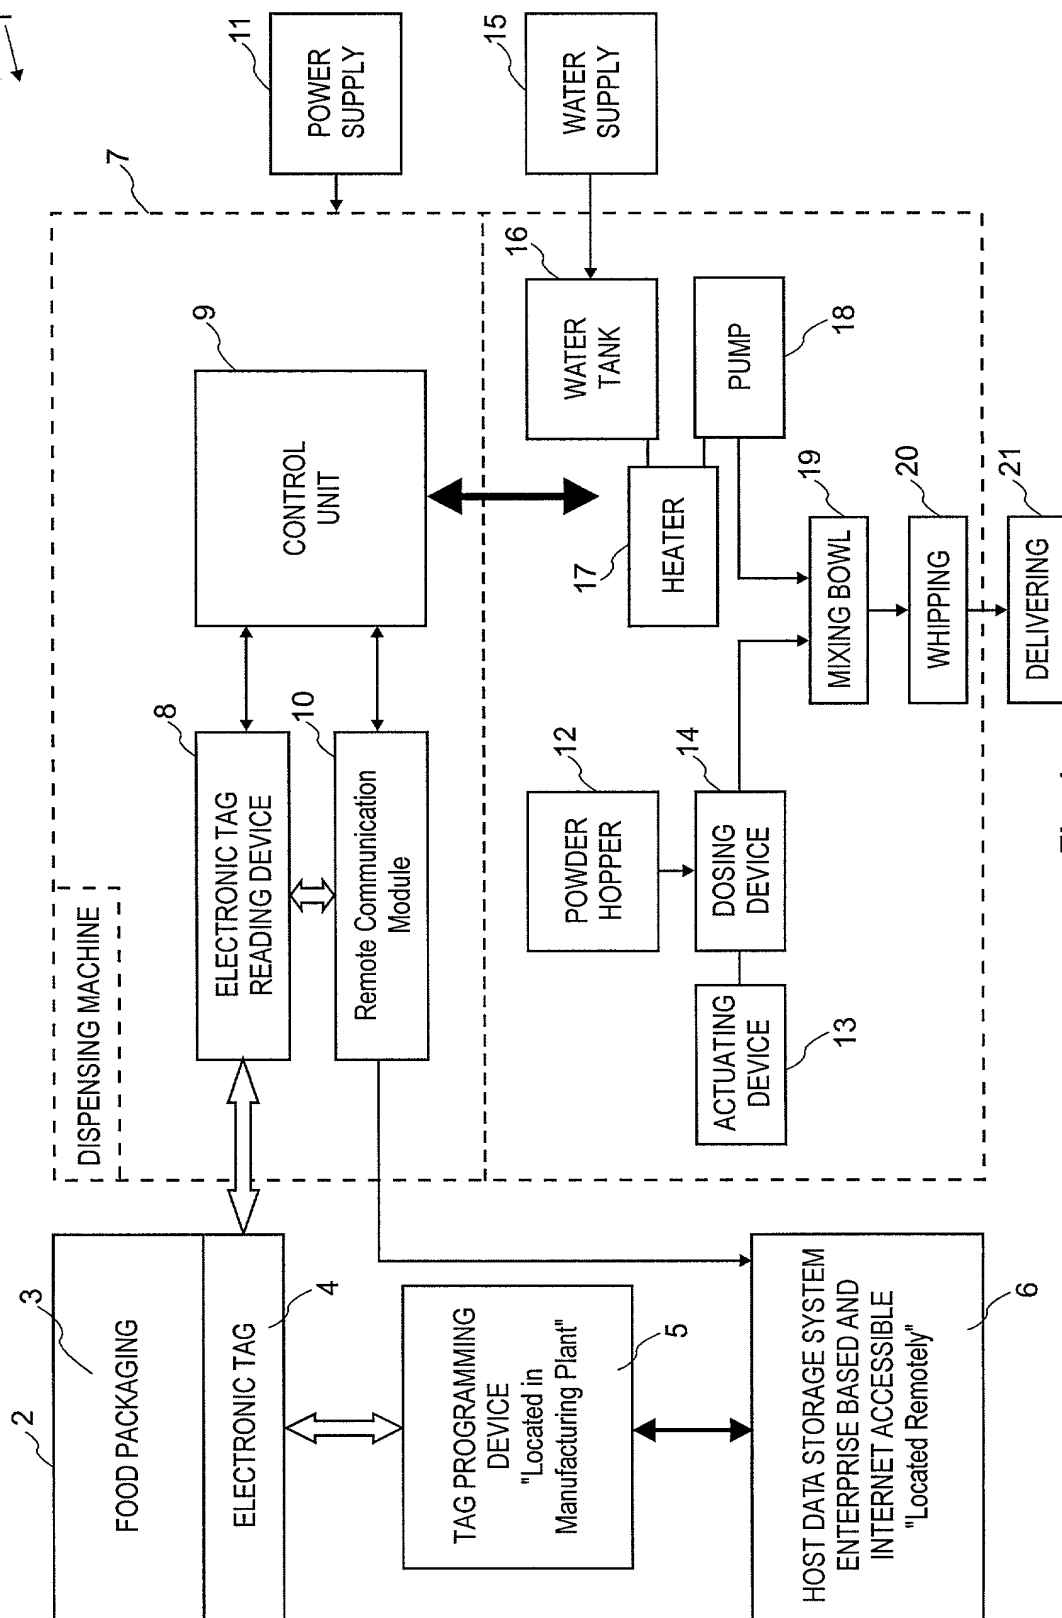 2
3
FOOD PACKAGING
ELECTRONIC TAG
4
TAG PROGRAMMING
DEVICE
"Located in
Manufacturing Plant"
5
HOST DATA STORAGE SYSTEM
ENTERPRISE BASED AND
INTERNET ACCESSIBLE
"Located Remotely"
6
DISPENSING MACHINE
7
8
ELECTRONIC TAG
READING DEVICE
10
Remote Communication
Module
9
CONTROL
UNIT
11
POWER
SUPPLY
15
WATER
SUPPLY
16
WATER
TANK
17
HEATER
PUMP
18
12
POWDER
HOPPER
14
DOSING
DEVICE
ACTUATING
DEVICE
13
19
MIXING BOWL
20
WHIPPING
21
DELIVERING